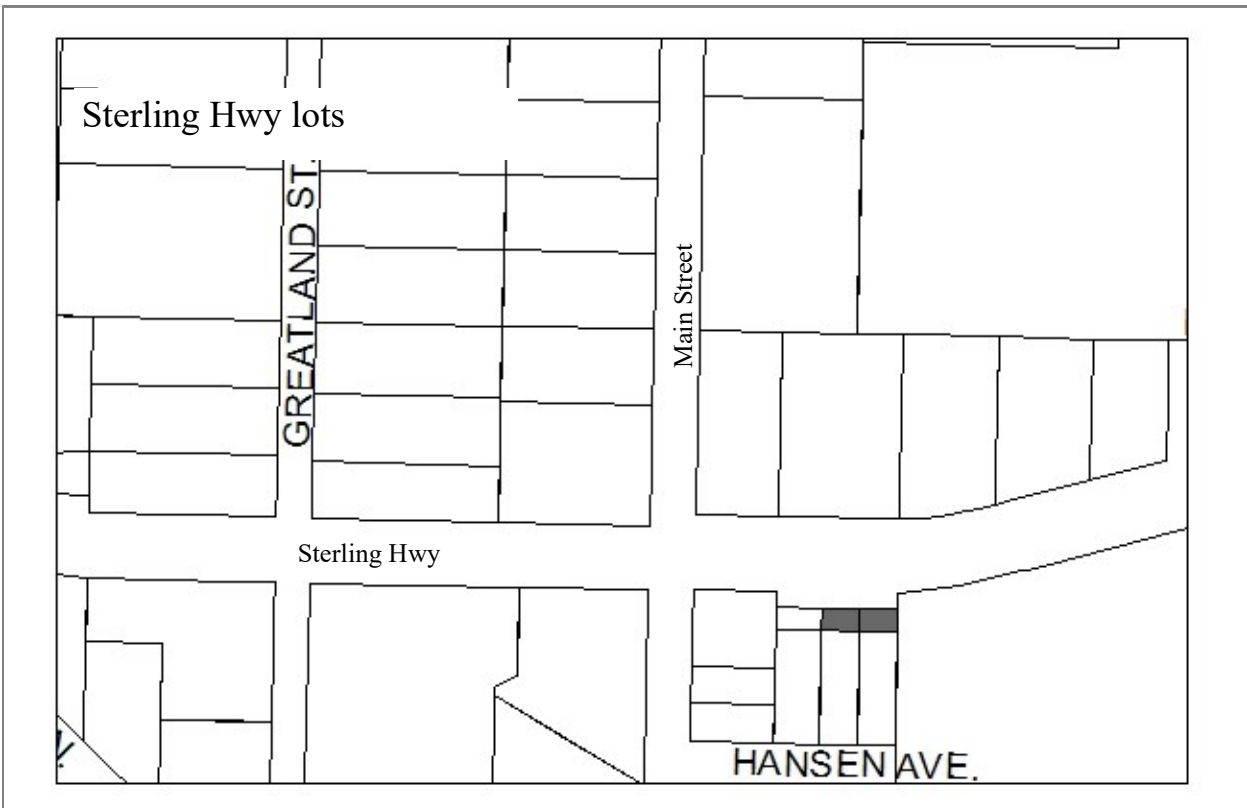 Sterling Hwy lots
GREATLAND ST.
Main Street
Sterling Hwy
HANSEN AVE.